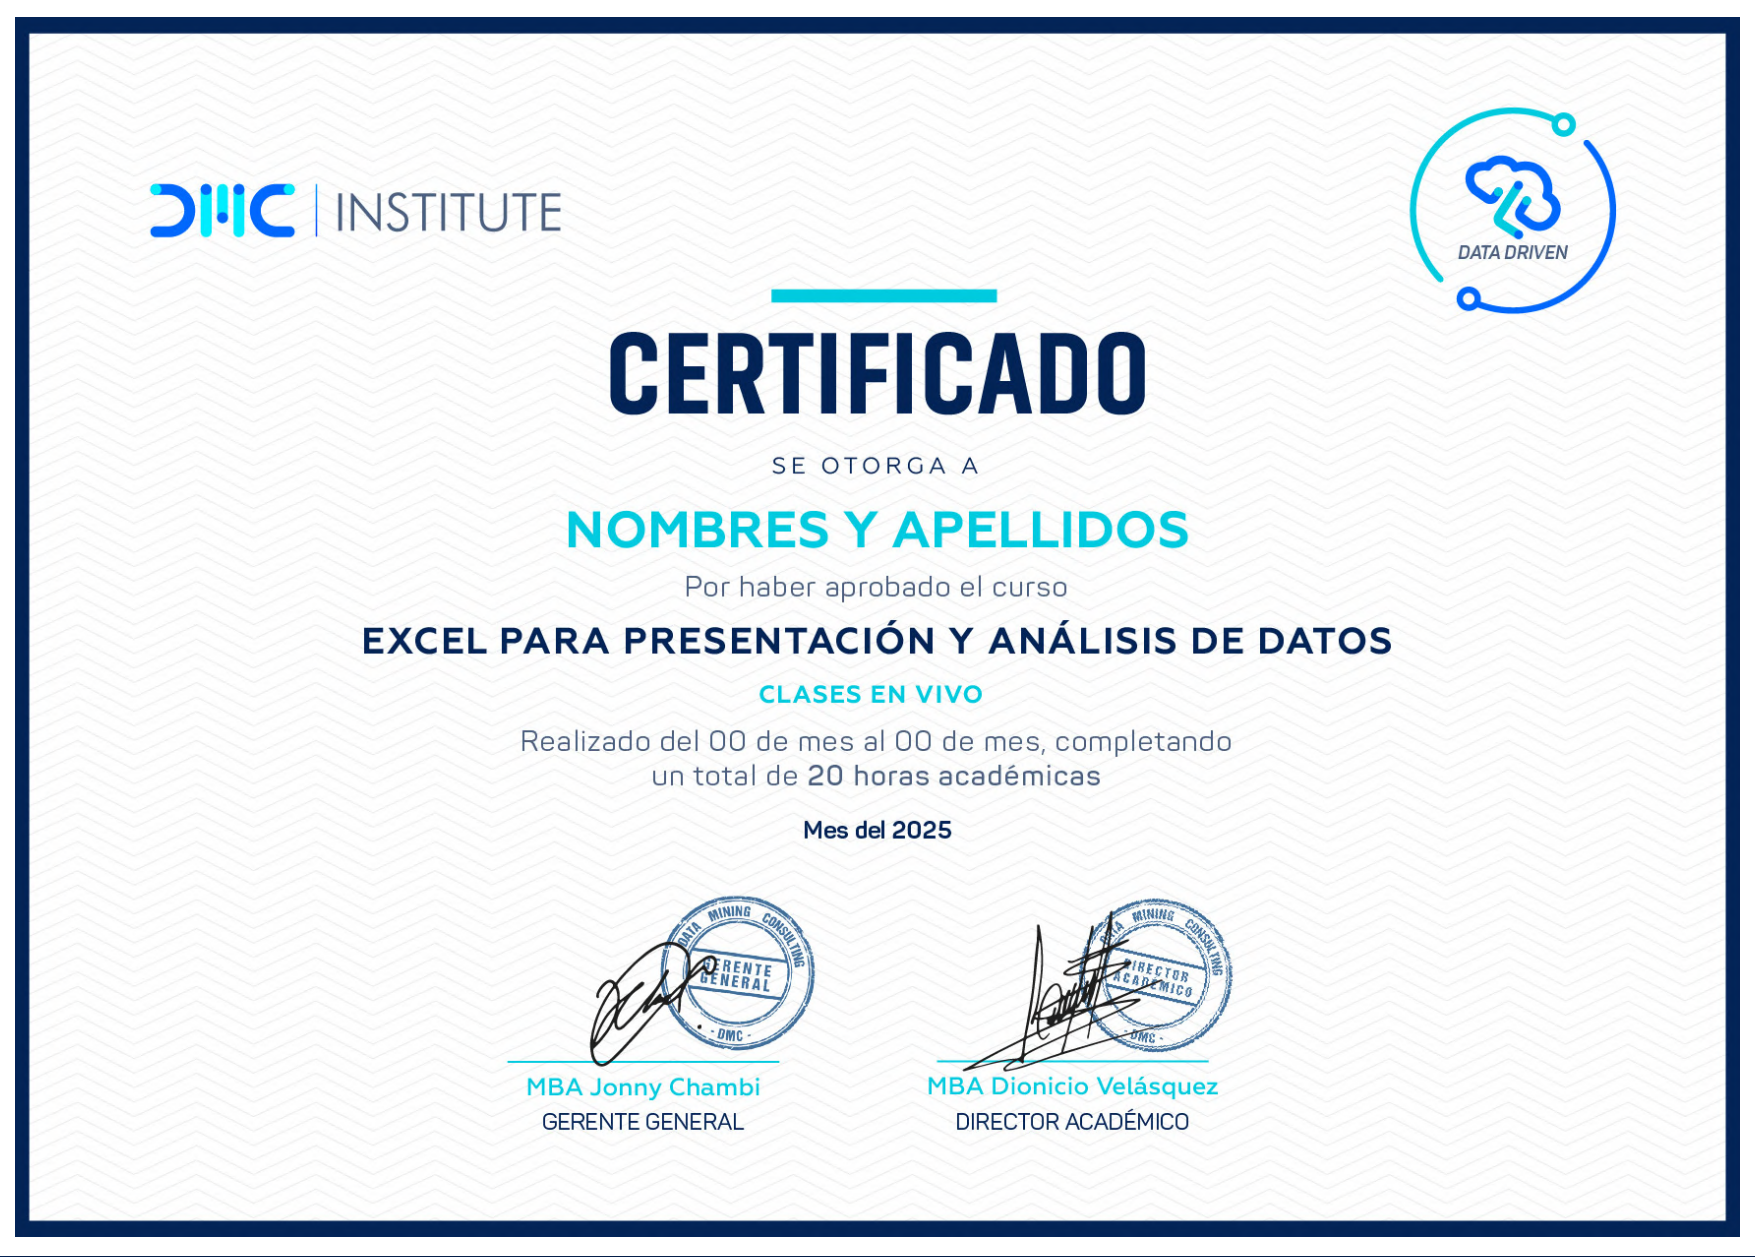 DMC | INSTITUTE
DATA DRIVEN
CERTIFICADO
SE OTORGA A
NOMBRES Y APELLIDOS
Por haber aprobado el curso
EXCEL PARA PRESENTACIÓN Y ANÁLISIS DE DATOS
CLASES EN VIVO
Realizado del 00 de mes al 00 de mes, completando
un total de 20 horas académicas
Mes del 2025
DATA MINING CONSULTING
GERENTE
GENERAL
- DMC -
DATA MINING CONSULTING
DIRECTOR
ACADÉMICO
- DMC -
MBA Jonny Chambi
GERENTE GENERAL
MBA Dionicio Velásquez
DIRECTOR ACADÉMICO